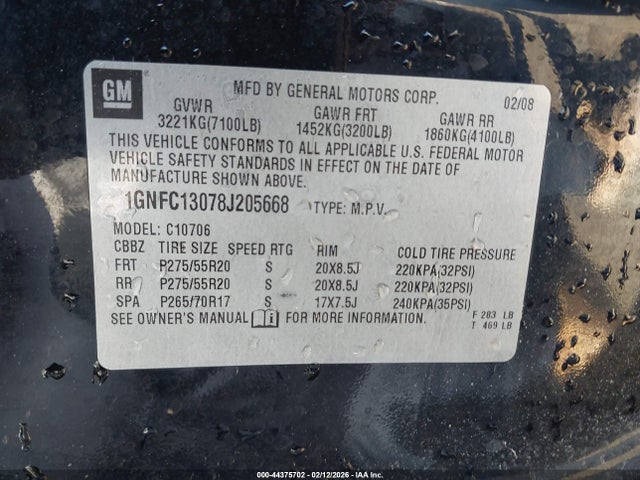 GM
MFD BY GENERAL MOTORS CORP. 02/08
GVWR GAWR FRT GAWR RR
3221KG(7100LB) 1452KG(3200LB) 1860KG(4100LB)
THIS VEHICLE CONFORMS TO ALL APPLICABLE U.S. FEDERAL MOTOR
VEHICLE SAFETY STANDARDS IN EFFECT ON THE DATE OF
MANUFACTURE SHOWN ABOVE.
1GNFC13078J205668 TYPE: M.P.V.
MODEL: C10706
CBBZ TIRE SIZE SPEED RTG RIM COLD TIRE PRESSURE
FRT P275/55R20 S 20X8.5J 220KPA(32PSI)
RR P275/55R20 S 20X8.5J 220KPA(32PSI)
SPA P265/70R17 S 17X7.5J 240KPA(35PSI)
SEE OWNER'S MANUAL FOR MORE INFORMATION.
F 283 LB
T 469 LB
000-44375702 - 02/12/2026 - IAAcanada IAAI.com